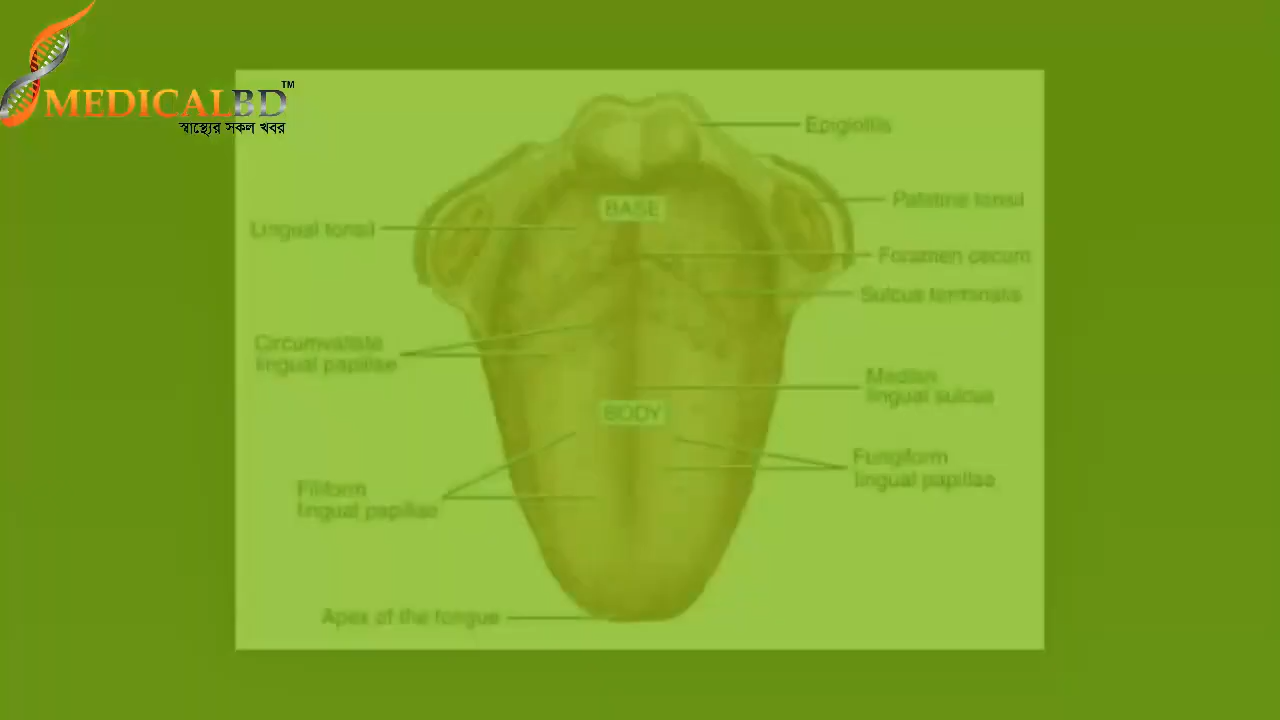 MEDICALBD™
স্বাস্থ্যের সকল খবর
Epiglottis
Palatine tonsil
BASE
Lingual tonsil
Foramen cecum
Sulcus terminalis
Circumvallate
lingual papillae
Median
lingual sulcus
BODY
Fungiform
lingual papillae
Filiform
lingual papillae
Apex of the tongue